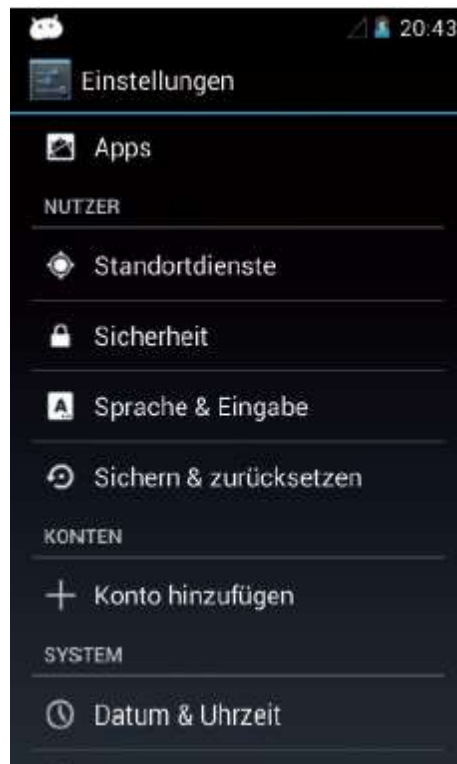 20:43
Einstellungen
Apps
NUTZER
Standortdienste
Sicherheit
A
Sprache & Eingabe
Sichern & zurücksetzen
KONTEN
Konto hinzufügen
SYSTEM
Datum & Uhrzeit